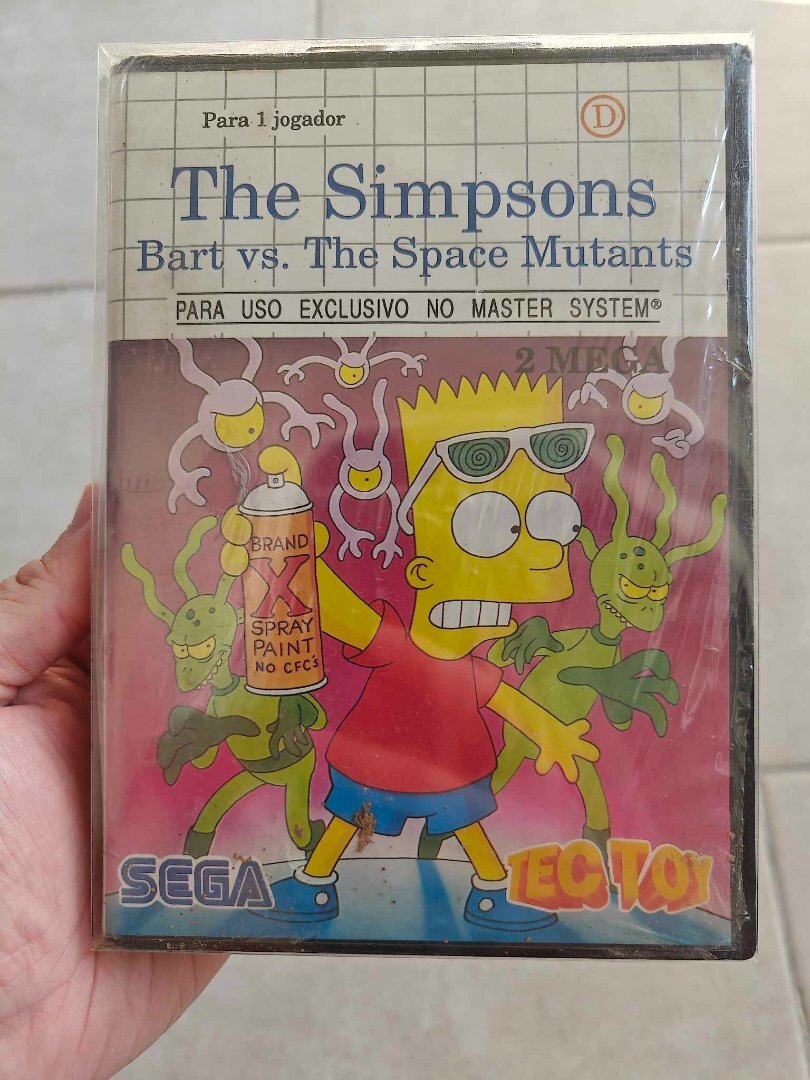 Para 1 jogador
D
The Simpsons
Bart vs. The Space Mutants
PARA USO EXCLUSIVO NO MASTER SYSTEM®
2 MEGA
BRAND
X
SPRAY
PAINT
NO CFC's
SEGA
TEC TOY